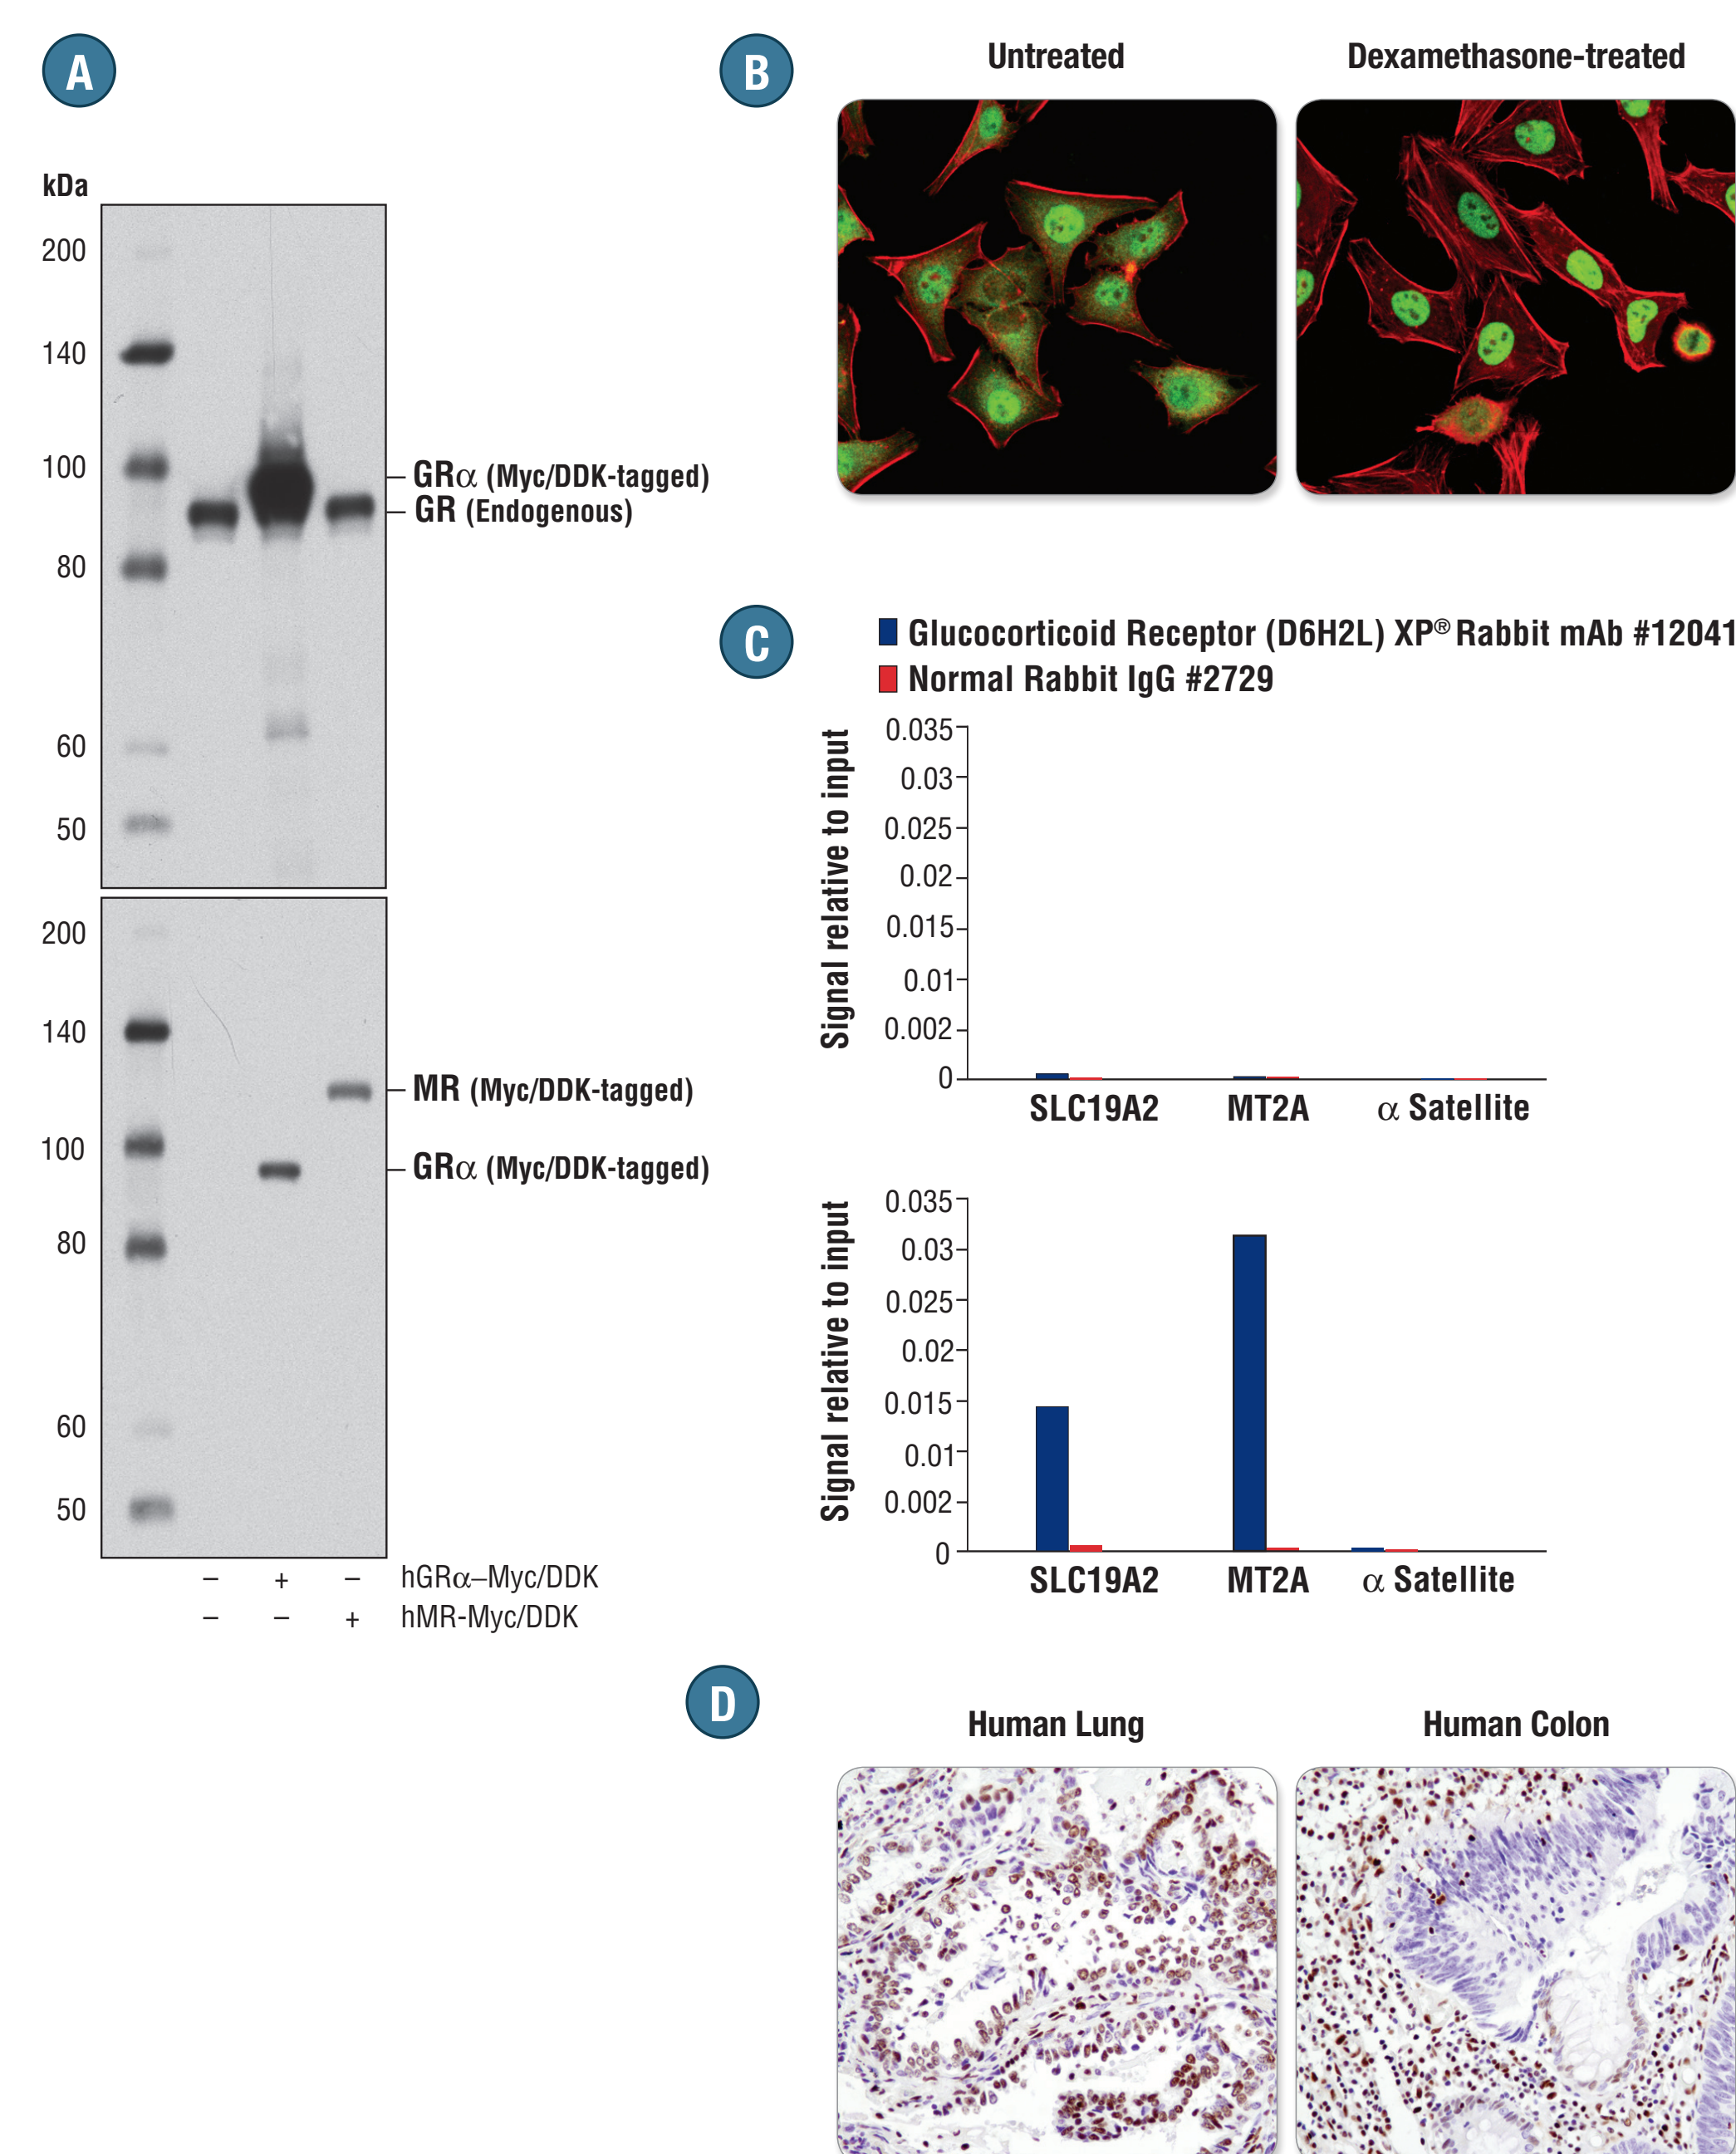 A
kDa
200
140
100
80
60
50
GRα (Myc/DDK-tagged)
GR (Endogenous)
200
140
100
80
60
50
MR (Myc/DDK-tagged)
GRα (Myc/DDK-tagged)
– + – hGRα–Myc/DDK
– – + hMR-Myc/DDK
B
Untreated Dexamethasone-treated
C
Glucocorticoid Receptor (D6H2L) XP® Rabbit mAb #12041
Normal Rabbit IgG #2729
Signal relative to input
0.035
0.03
0.025
0.02
0.015
0.01
0.002
0
SLC19A2 MT2A α Satellite
Signal relative to input
0.035
0.03
0.025
0.02
0.015
0.01
0.002
0
SLC19A2 MT2A α Satellite
D
Human Lung Human Colon